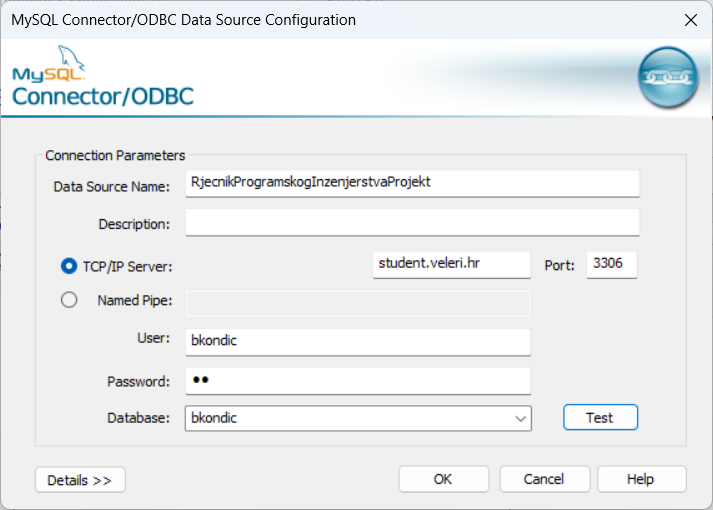 MySQL Connector/ODBC Data Source Configuration
MySQL
Connector/ODBC
Connection Parameters
Data Source Name: RjecnikProgramskogInzenjerstvaProjekt
Description:
TCP/IP Server: student.veleri.hr Port: 3306
Named Pipe:
User: bkondic
Password: ●●
Database: bkondic Test
Details >> OK Cancel Help